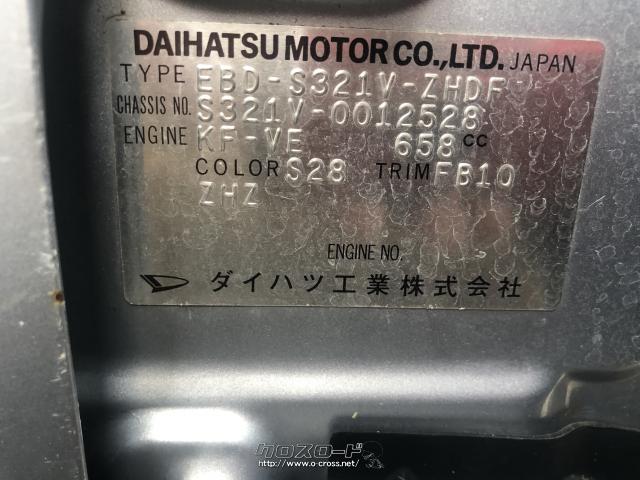 DAIHATSU MOTOR CO.,LTD. JAPAN
TYPE EBD-S321V-ZHDF
CHASSIS NO. S321V-0012528
ENGINE KF-VE 658 CC
COLOR S28 TRIM FB10
ZHZ
ENGINE NO.
ダイハツ工業株式会社
クロスロード
http://www.o-cross.net/